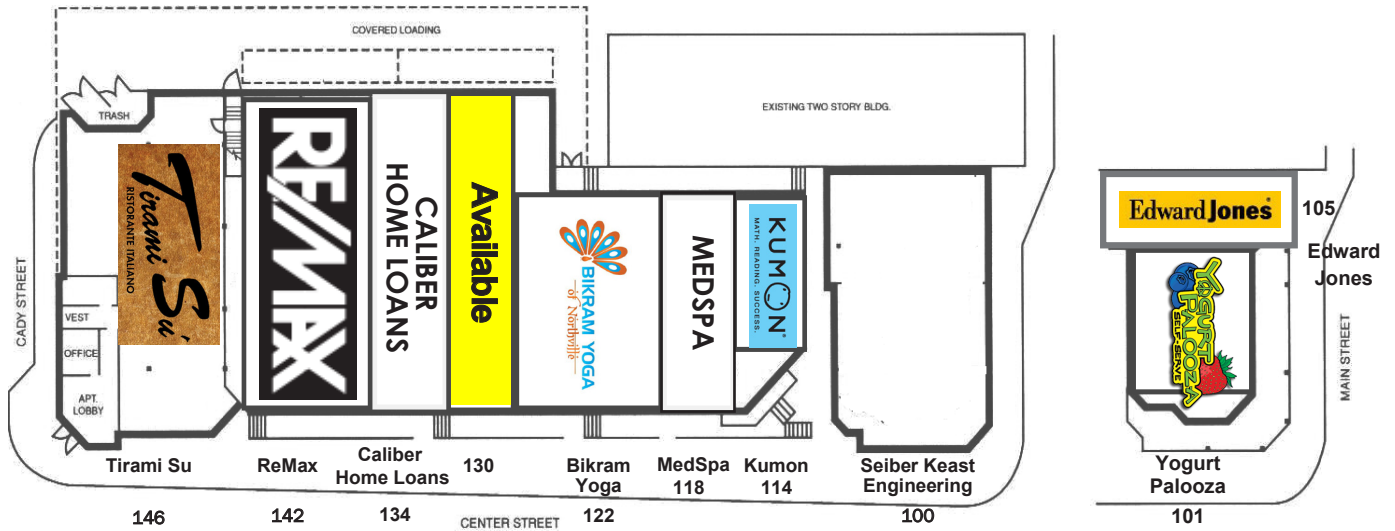 COVERED LOADING
EXISTING TWO STORY BLDG.
TRASH
Tirami Su'
RISTORANTE ITALIANO
RE/MAX
CALIBER
HOME LOANS
Available
BIKRAM YOGA
of Northville
MEDSPA
KUMON
MATH. READING. SUCCESS.
EdwardJones
105
Edward
Jones
YOGURT
PALOOZA
SELF-SERVE
VEST
OFFICE
APT.
LOBBY
CADY STREET
MAIN STREET
Tirami Su
146
ReMax
142
Caliber
Home Loans
134
130
Bikram
Yoga
122
MedSpa
118
Kumon
114
Seiber Keast
Engineering
100
Yogurt
Palooza
101
CENTER STREET